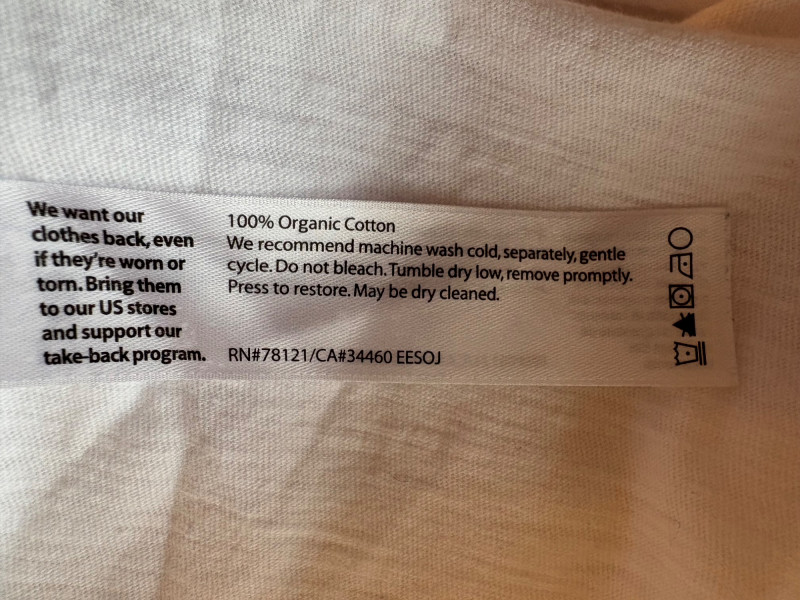 We want our
clothes back, even
if they're worn or
torn. Bring them
to our US stores
and support our
take-back program.
100% Organic Cotton
We recommend machine wash cold, separately, gentle
cycle. Do not bleach. Tumble dry low, remove promptly.
Press to restore. May be dry cleaned.
RN#78121/CA#34460 EESOJ